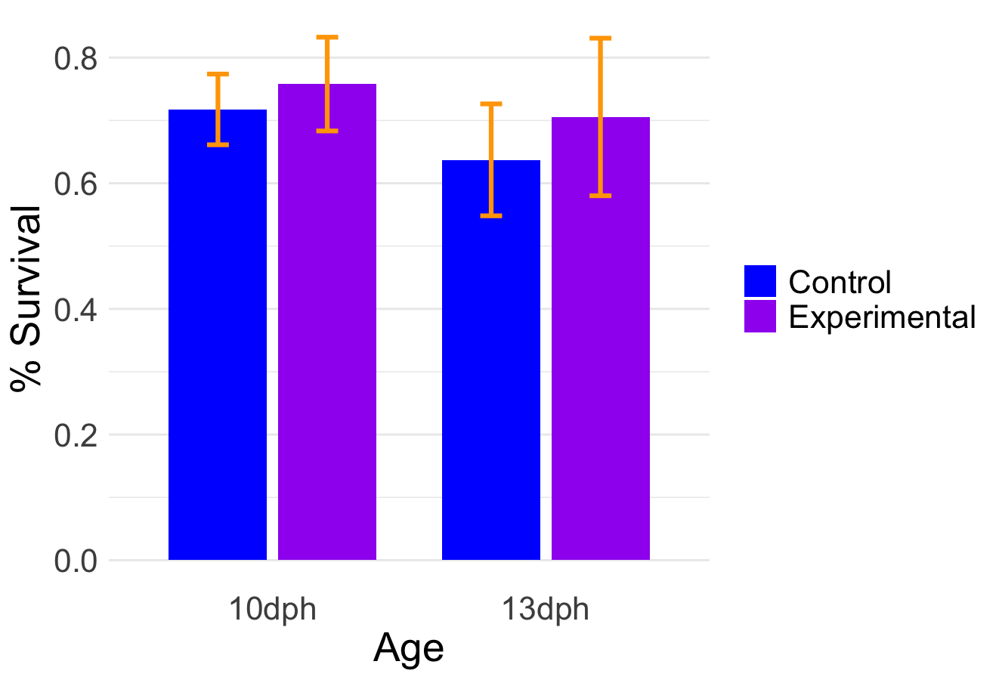 % Survival
0.8
0.6
0.4
0.2
0.0
10dph 13dph
Age
Control
Experimental